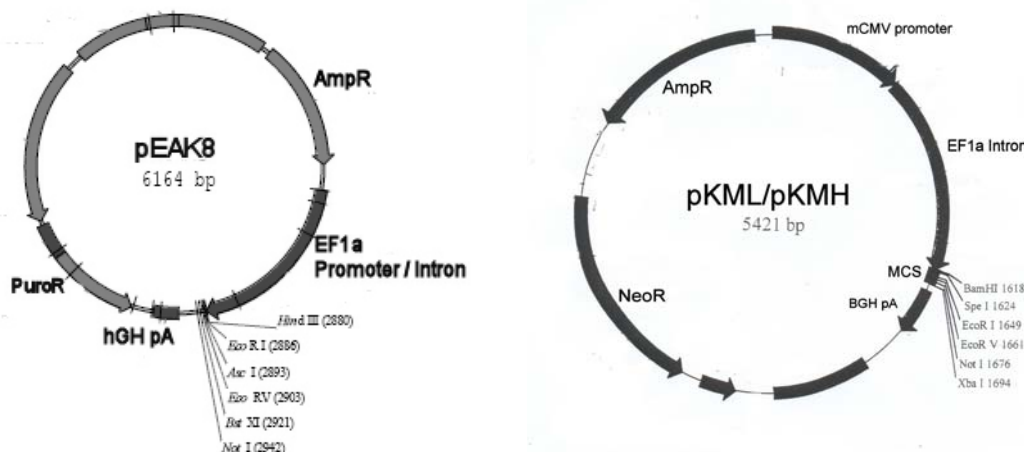 AmpR
pEAK8
6164 bp
EF1a
Promoter / Intron
PuroR
hGH pA
Hind III (2880)
Eco R I (2886)
Asc I (2893)
Eco RV (2903)
Bst XI (2921)
Not I (2942)
mCMV promoter
AmpR
EF1a Intron
pKML/pKMH
5421 bp
MCS
BamHI 1618
Spe I 1624
EcoR I 1649
EcoR V 1661
Not I 1676
Xba I 1694
BGH pA
NeoR